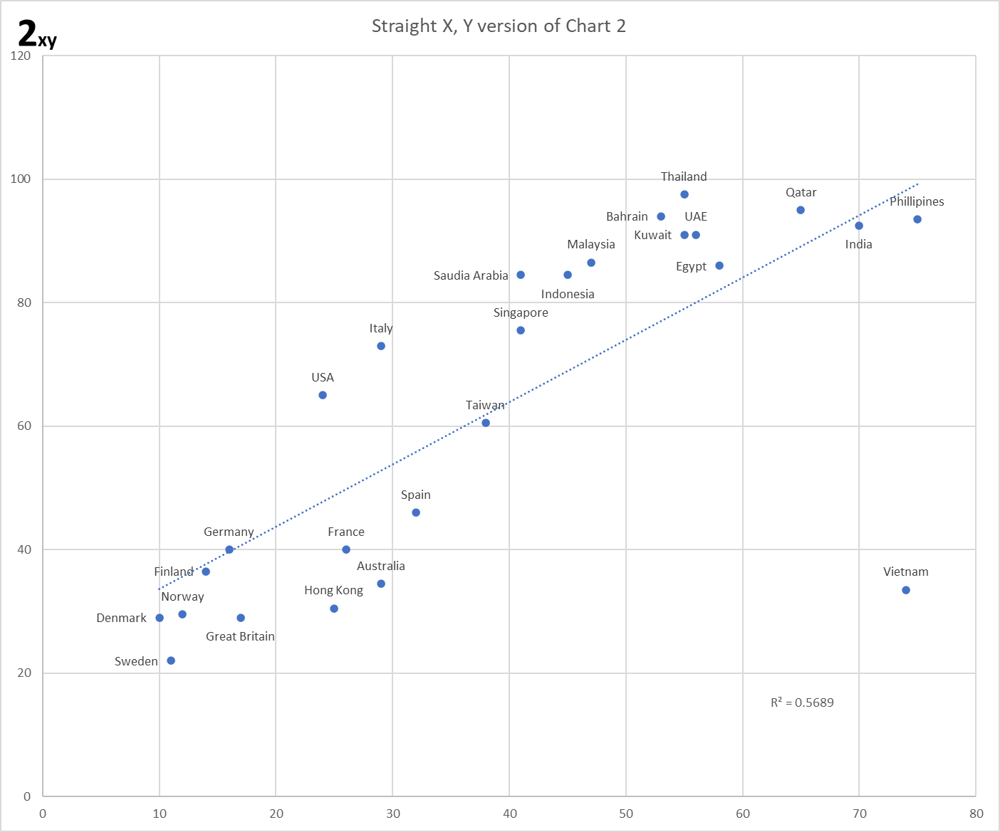 Straight X, Y version of Chart 2
2xy
120
100
80
60
40
20
0
Thailand
Qatar
Phillipines
Bahrain
UAE
Kuwait
India
Malaysia
Egypt
Saudia Arabia
Indonesia
Singapore
Italy
USA
Taiwan
Spain
Germany
France
Finland
Australia
Vietnam
Norway
Hong Kong
Denmark
Great Britain
Sweden
R² = 0.5689
0 10 20 30 40 50 60 70 80